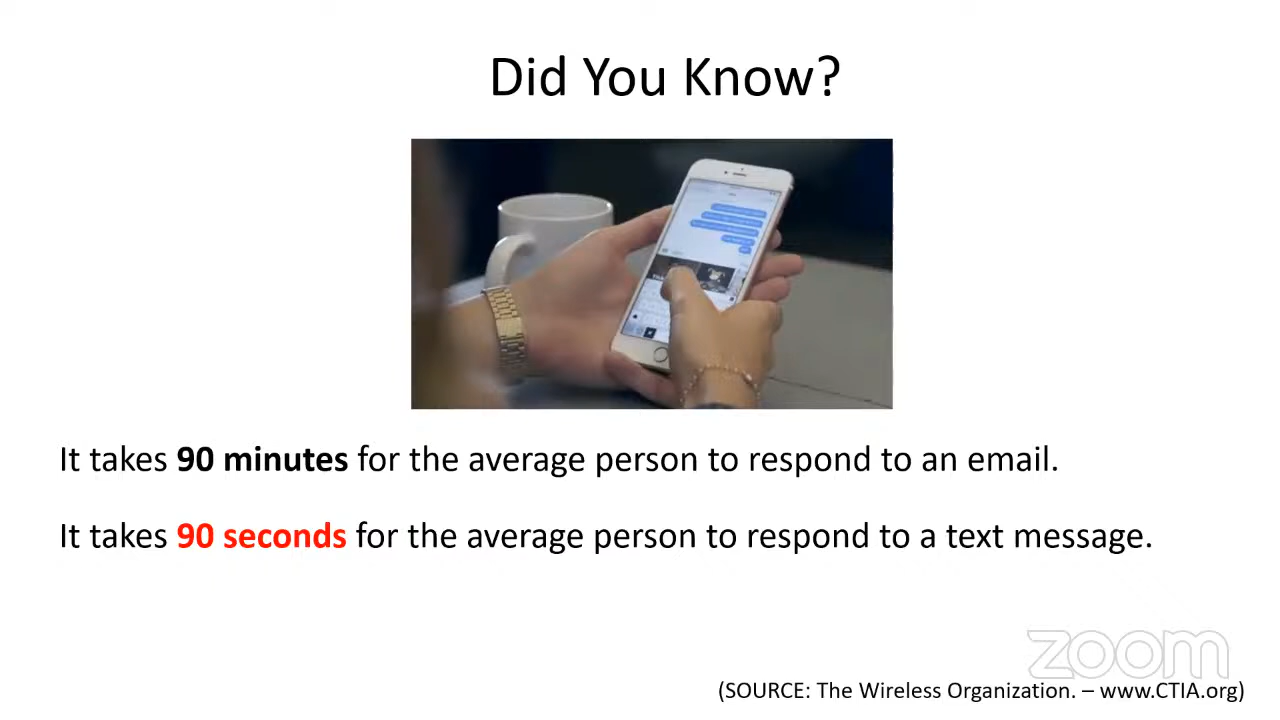 Did You Know?
It takes 90 minutes for the average person to respond to an email.
It takes 90 seconds for the average person to respond to a text message.
zoom
(SOURCE: The Wireless Organization. – www.CTIA.org)